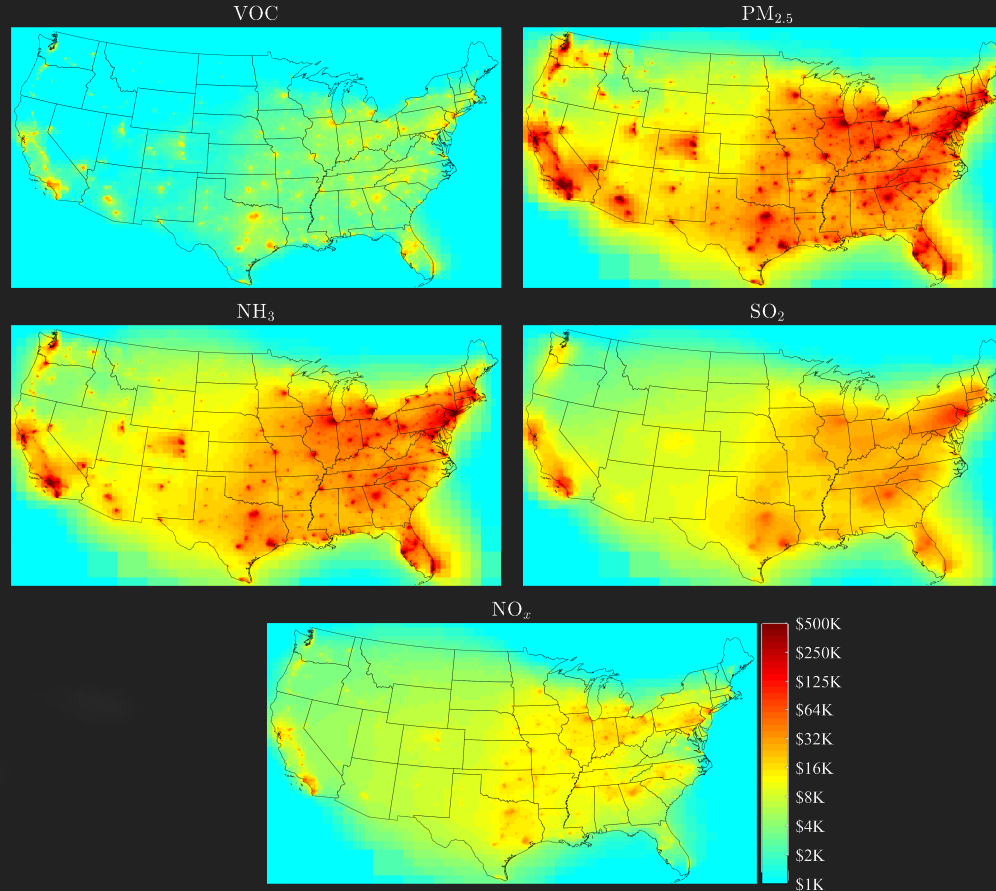 VOC
PM₂.₅
NH₃
SO₂
NOₓ
$500K
$250K
$125K
$64K
$32K
$16K
$8K
$4K
$2K
$1K